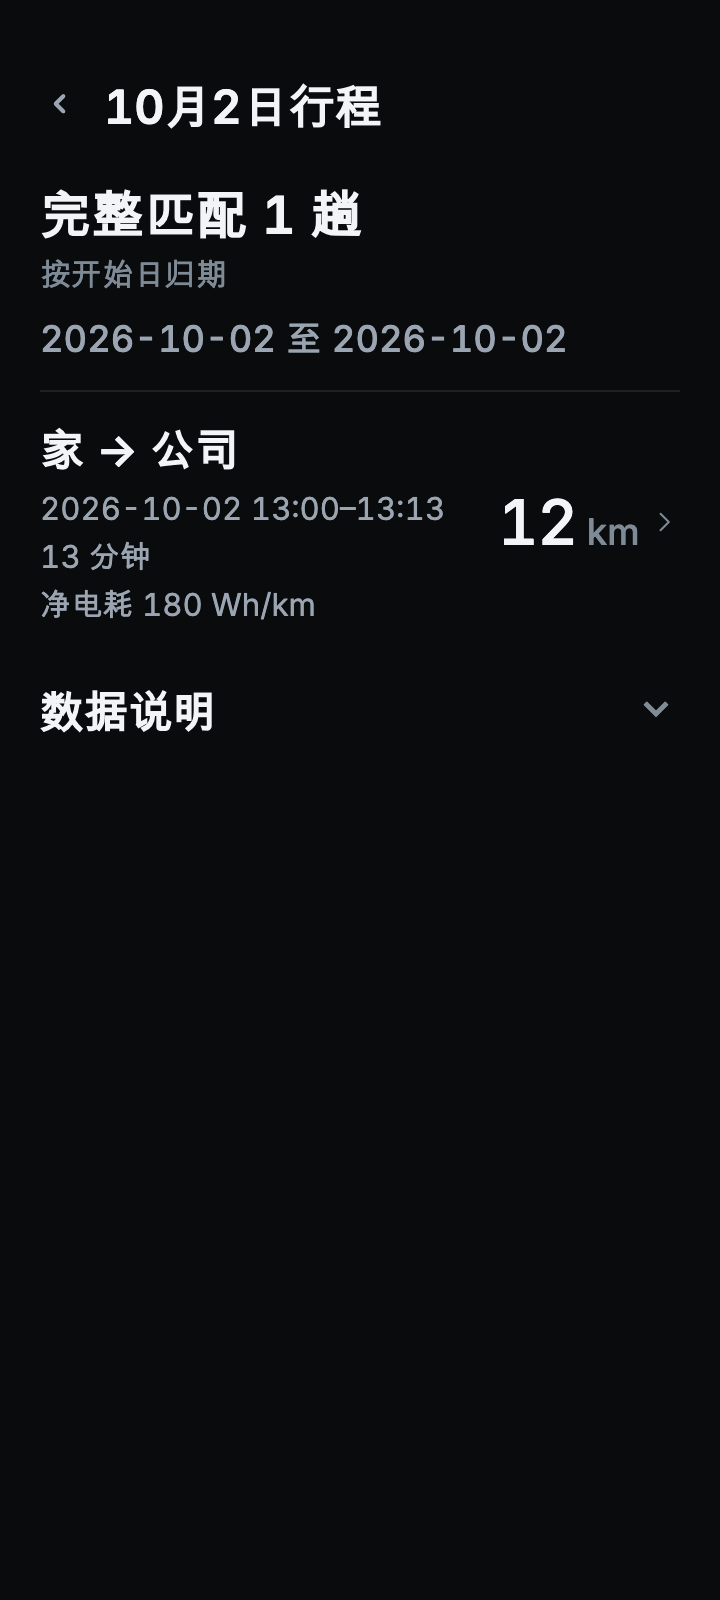 10月2日行程
完整匹配 1 趟
按开始日归期
2026-10-02 至 2026-10-02
家 → 公司
2026-10-02 13:00–13:13
13 分钟
净电耗 180 Wh/km
12 km
数据说明